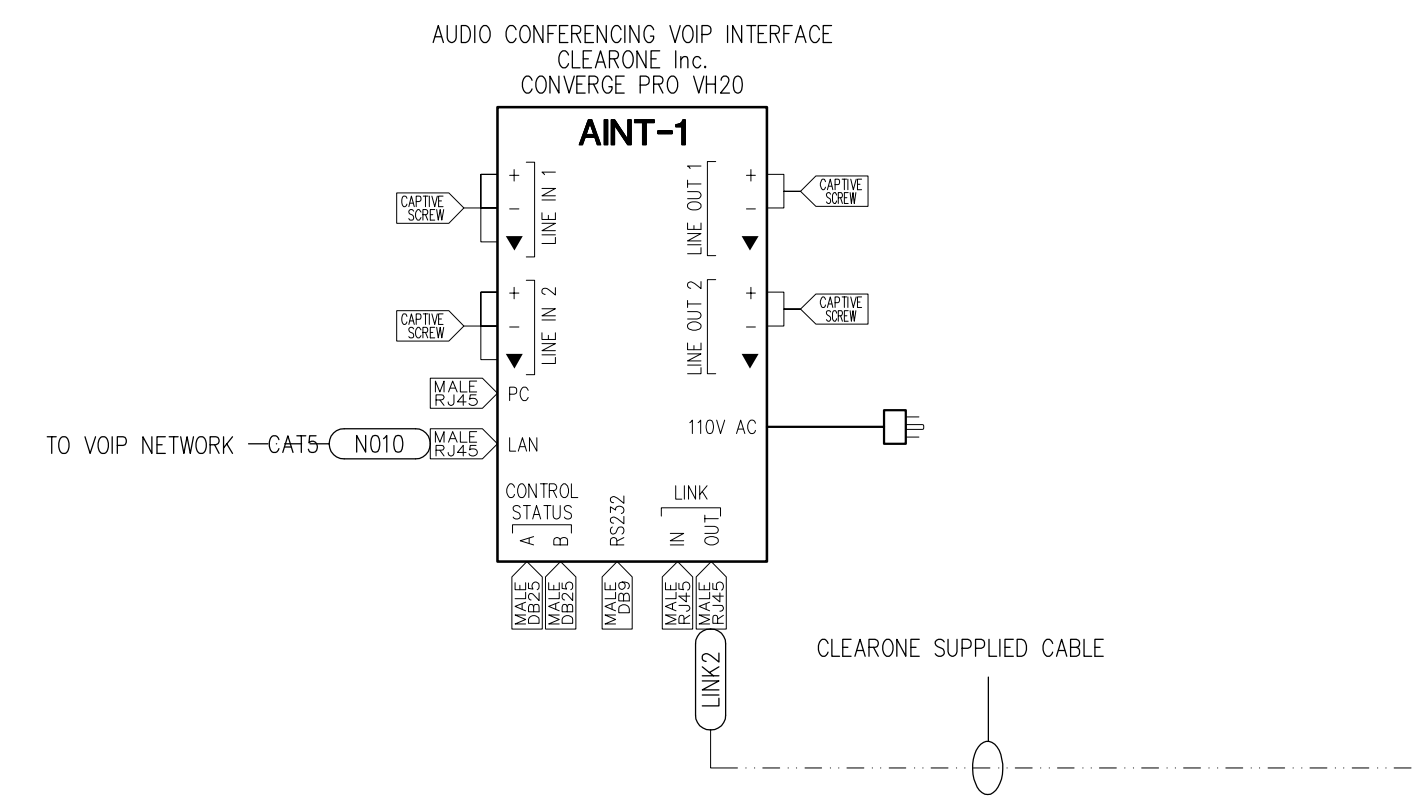 AUDIO CONFERENCING VOIP INTERFACE
CLEARONE Inc.
CONVERGE PRO VH20
AINT-1
CAPTIVE
SCREW
+
−
LINE IN 1
LINE OUT 1
+
−
CAPTIVE
SCREW
CAPTIVE
SCREW
+
−
LINE IN 2
LINE OUT 2
+
−
CAPTIVE
SCREW
MALE
RJ45
PC
110V AC
TO VOIP NETWORK
CAT5
N010
MALE
RJ45
LAN
CONTROL
STATUS
A
B
RS232
LINK
IN
OUT
MALE
DB25
MALE
DB25
MALE
DB9
MALE
RJ45
MALE
RJ45
LINK2
CLEARONE SUPPLIED CABLE